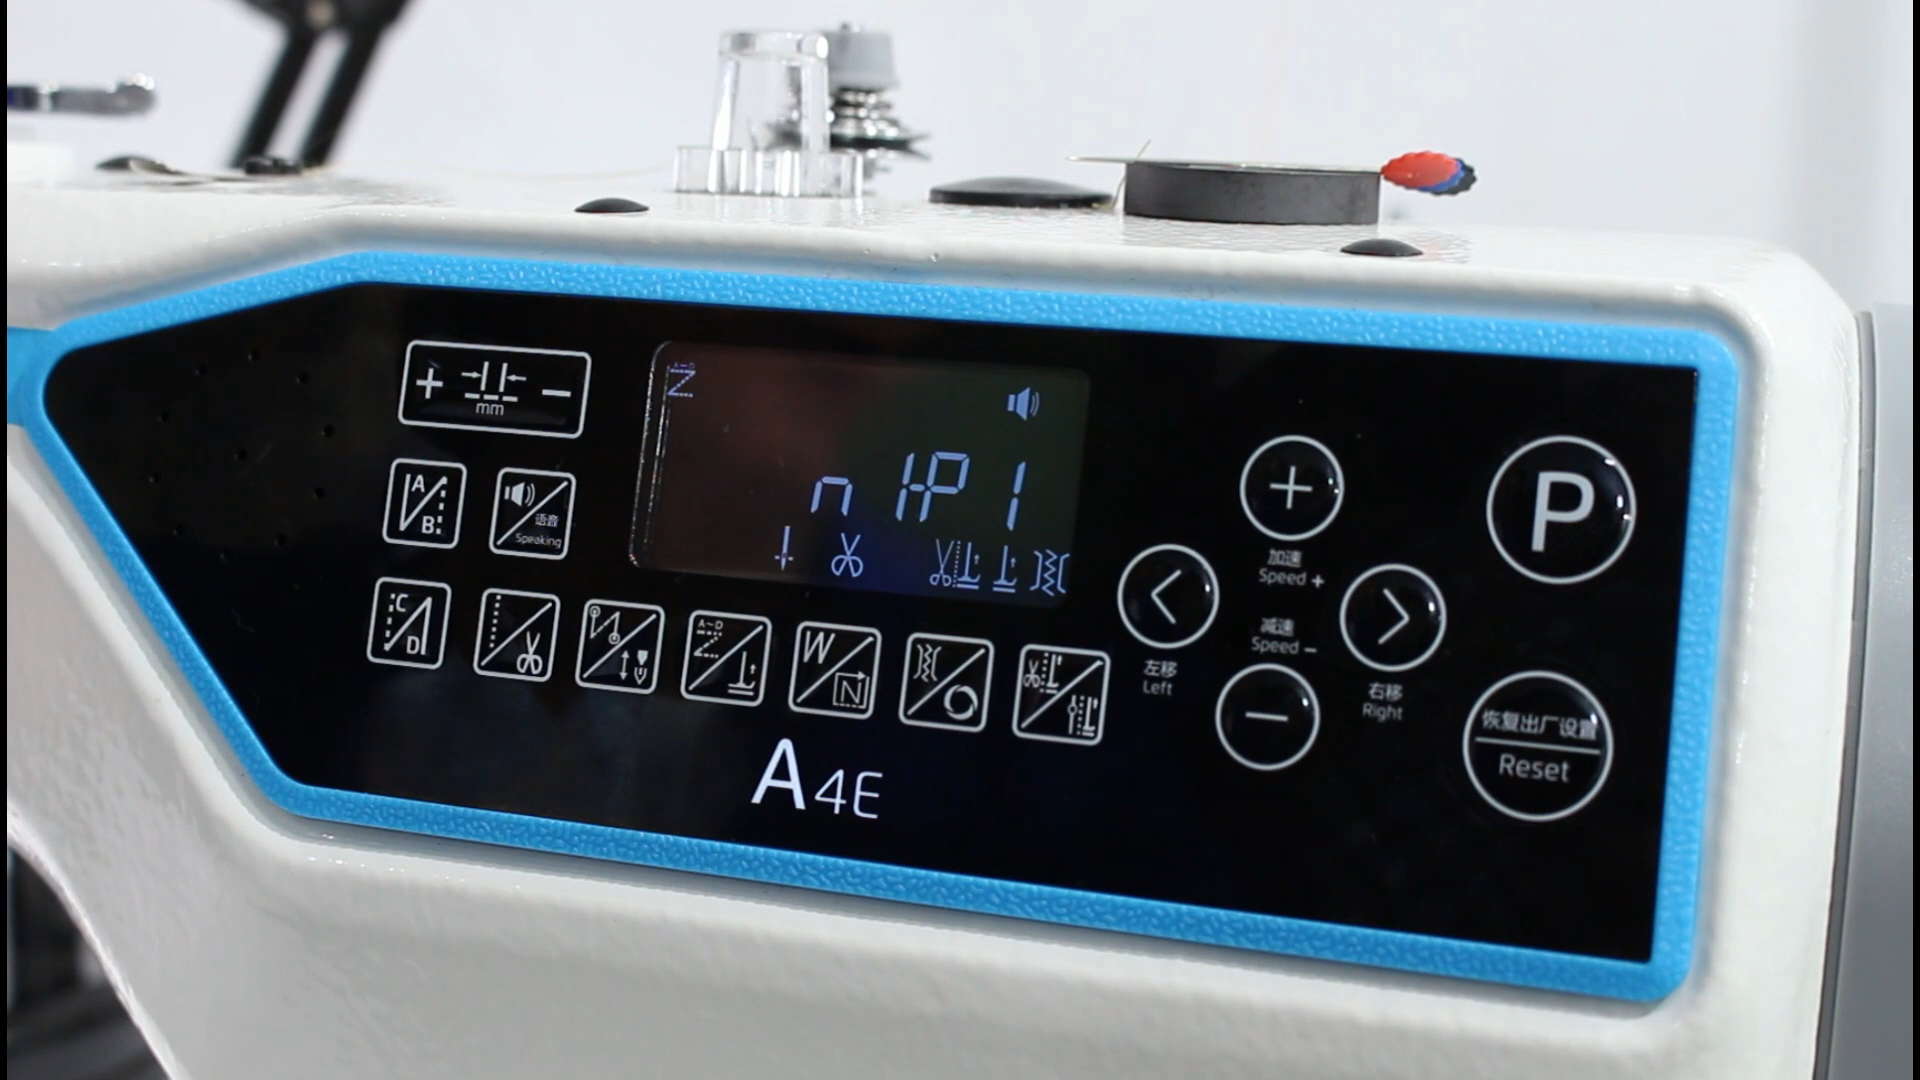 + mm −
A B
语音
Speaking
C D
A~D
W N
A4E
加速
Speed +
减速
Speed −
左移
Left
右移
Right
P
恢复出厂设置
Reset